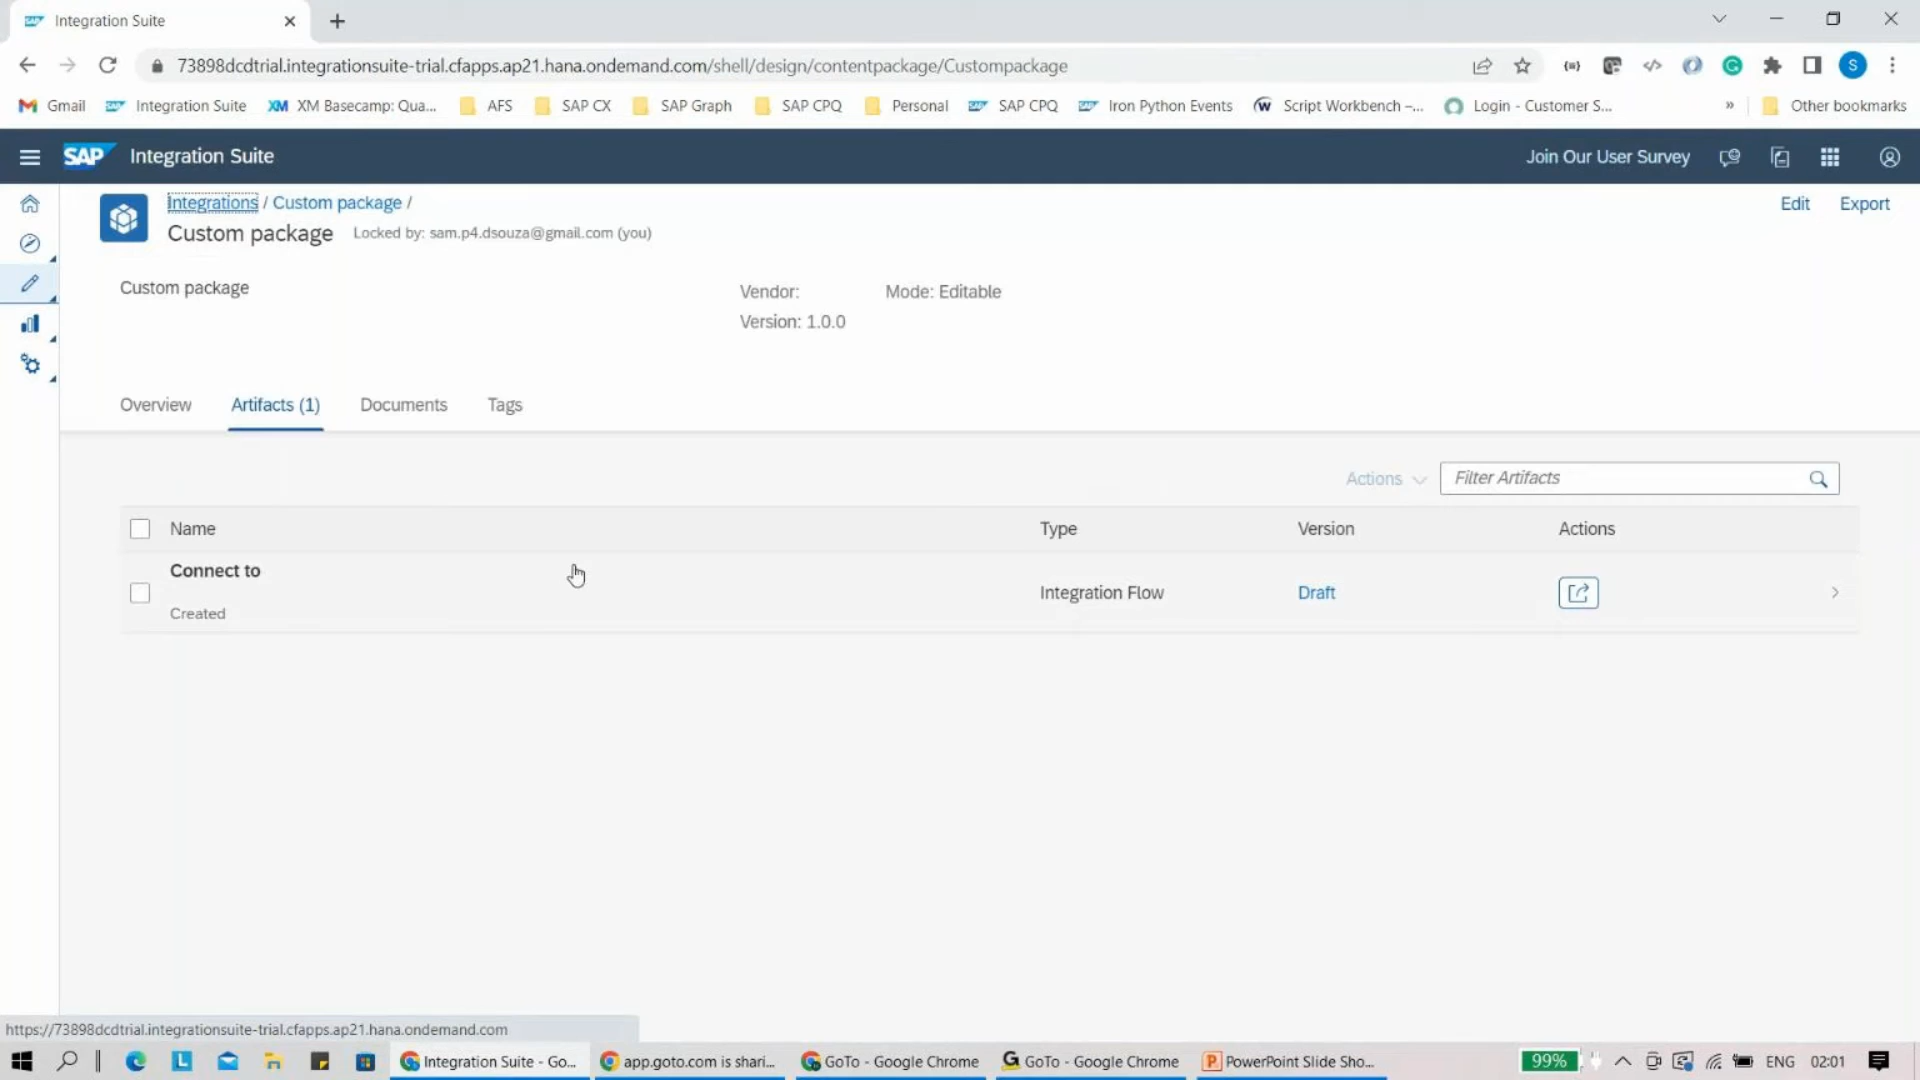 Integration Suite
73898dcdtrial.integrationsuite-trial.cfapps.ap21.hana.ondemand.com/shell/design/contentpackage/Custompackage
S
Gmail Integration Suite XM XM Basecamp: Qua... AFS SAP CX SAP Graph SAP CPQ Personal SAP CPQ Iron Python Events Script Workbench –... Login - Customer S... » Other bookmarks
SAP Integration Suite Join Our User Survey
Integrations / Custom package / Edit Export
Custom package Locked by: sam.p4.dsouza@gmail.com (you)
Custom package Vendor: Mode: Editable
Version: 1.0.0
Overview Artifacts (1) Documents Tags
Actions Filter Artifacts
Name Type Version Actions
Connect to
Integration Flow Draft
Created
https://73898dcdtrial.integrationsuite-trial.cfapps.ap21.hana.ondemand.com
Integration Suite - Go... app.goto.com is shari... GoTo - Google Chrome GoTo - Google Chrome PowerPoint Slide Sho... 99% ENG 02:01